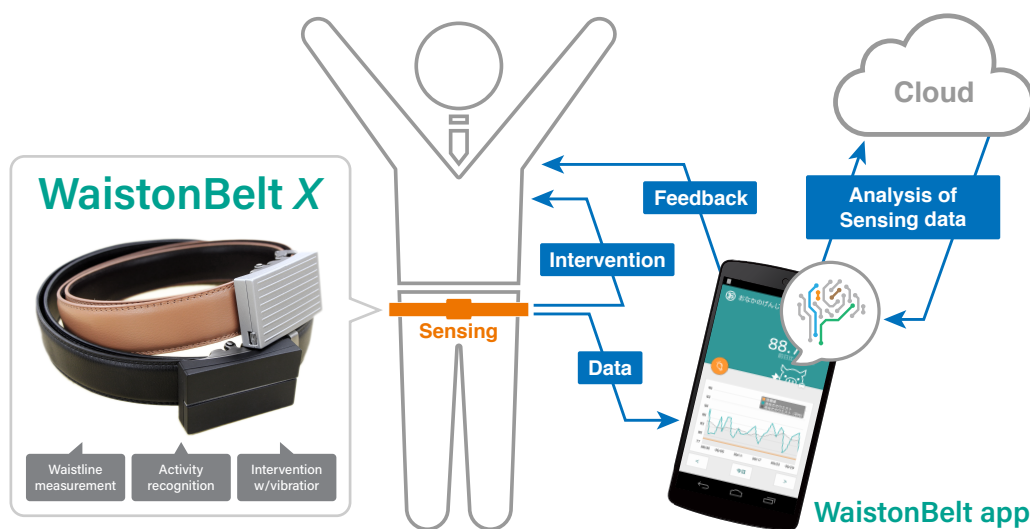 WaistonBelt X
Waistline
measurement
Activity
recognition
Intervention
w/vibratior
Sensing
Feedback
Intervention
Data
Cloud
Analysis of
Sensing data
WaistonBelt app